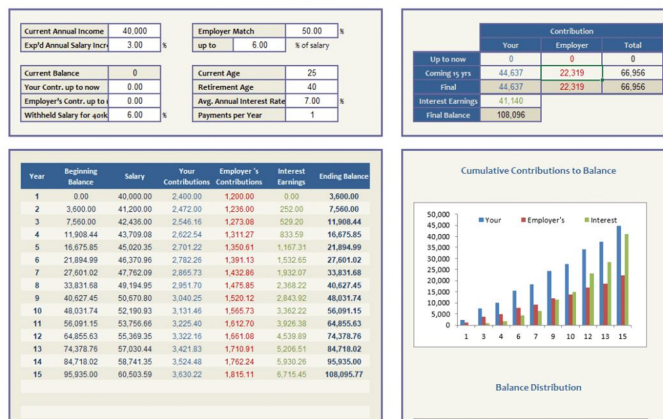 Current Annual Income 40,000
Exp'd Annual Salary Incr 3.00 %
Employer Match 50.00 %
up to 6.00 % of salary
Current Balance 0
Your Contr. up to now 0.00
Employer's Contr. up to 0.00
Withheld Salary for 401k 6.00 %
Current Age 25
Retirement Age 40
Avg. Annual Interest Rate 7.00 %
Payments per Year 1
Contribution
Your Employer Total
Up to now 0 0 0
Coming 15 yrs 44,637 22,319 66,956
Final 44,637 22,319 66,956
Interest Earnings 41,140
Final Balance 108,096
Year Beginning Balance Salary Your Contributions Employer 's Contributions Interest Earnings Ending Balance
1 0.00 40,000.00 2,400.00 1,200.00 0.00 3,600.00
2 3,600.00 41,200.00 2,472.00 1,236.00 252.00 7,560.00
3 7,560.00 42,436.00 2,546.16 1,273.08 529.20 11,908.44
4 11,908.44 43,709.08 2,622.54 1,311.27 833.59 16,675.85
5 16,675.85 45,020.35 2,701.22 1,350.61 1,167.31 21,894.99
6 21,894.99 46,370.96 2,782.26 1,391.13 1,532.65 27,601.02
7 27,601.02 47,762.09 2,865.73 1,432.86 1,932.07 33,831.68
8 33,831.68 49,194.95 2,951.70 1,475.85 2,368.22 40,627.45
9 40,627.45 50,670.80 3,040.25 1,520.12 2,843.92 48,031.74
10 48,031.74 52,190.93 3,131.46 1,565.73 3,362.22 56,091.15
11 56,091.15 53,756.66 3,225.40 1,612.70 3,926.38 64,855.63
12 64,855.63 55,369.35 3,322.16 1,661.08 4,539.89 74,378.76
13 74,378.76 57,030.44 3,421.83 1,710.91 5,206.51 84,718.02
14 84,718.02 58,741.35 3,524.48 1,762.24 5,930.26 95,935.00
15 95,935.00 60,503.59 3,630.22 1,815.11 6,715.45 108,095.77
Cumulative Contributions to Balance
Your Employer's Interest
50,000
45,000
40,000
35,000
30,000
25,000
20,000
15,000
10,000
5,000
0
1 3 4 6 7 9 10 12 13 15
Balance Distribution